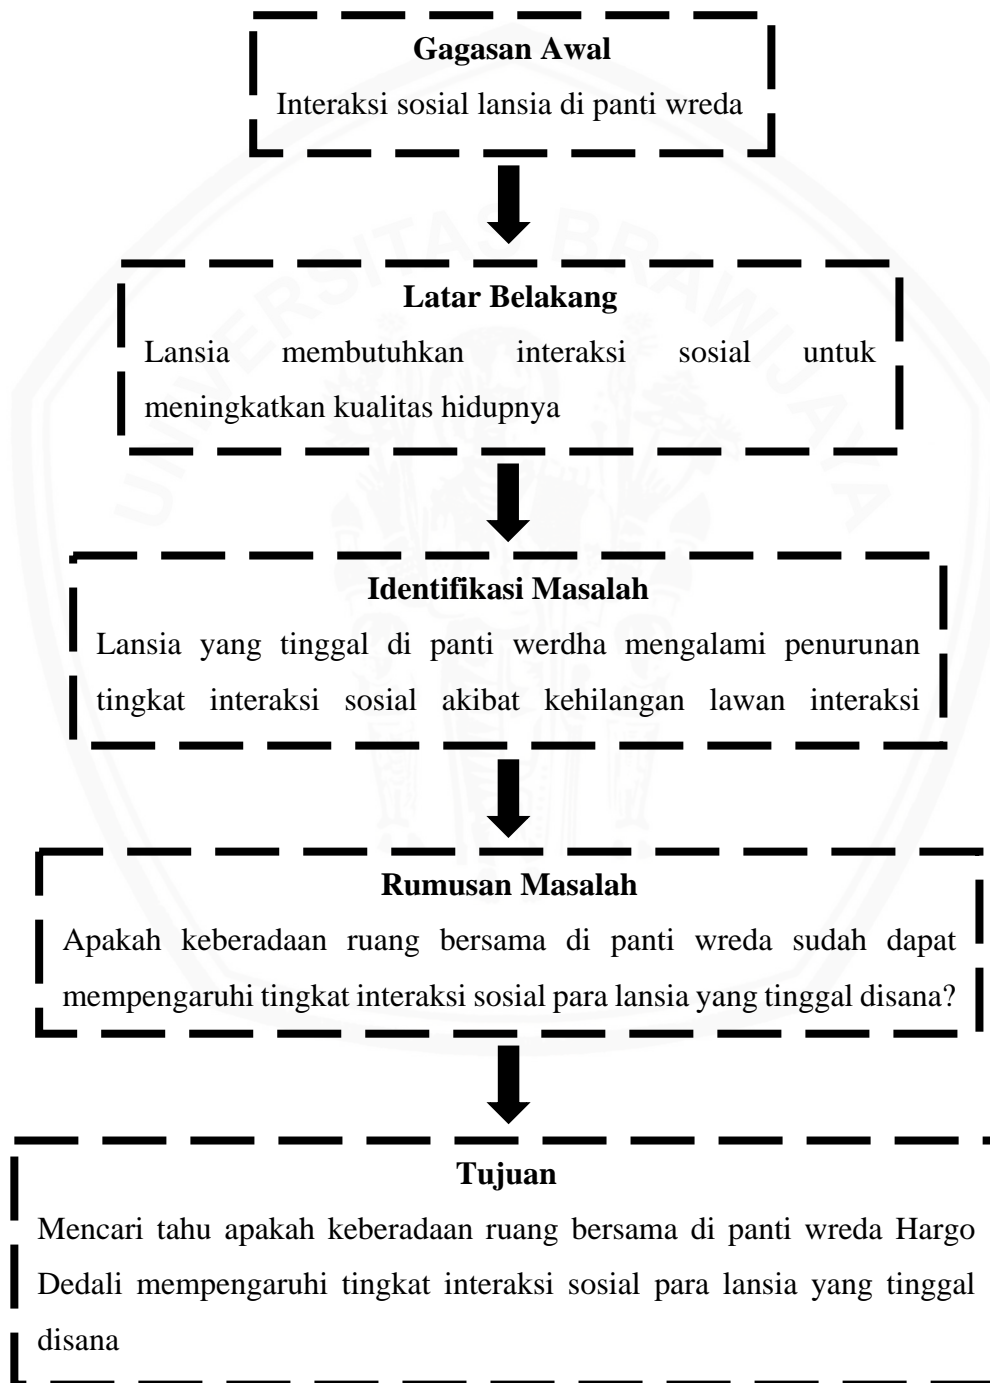 Gagasan Awal
Interaksi sosial lansia di panti wreda
Latar Belakang
Lansia membutuhkan interaksi sosial untuk
meningkatkan kualitas hidupnya
Identifikasi Masalah
Lansia yang tinggal di panti werdha mengalami penurunan
tingkat interaksi sosial akibat kehilangan lawan interaksi
Rumusan Masalah
Apakah keberadaan ruang bersama di panti wreda sudah dapat
mempengaruhi tingkat interaksi sosial para lansia yang tinggal disana?
Tujuan
Mencari tahu apakah keberadaan ruang bersama di panti wreda Hargo
Dedali mempengaruhi tingkat interaksi sosial para lansia yang tinggal
disana
UNIVERSITAS BRAWIJAYA